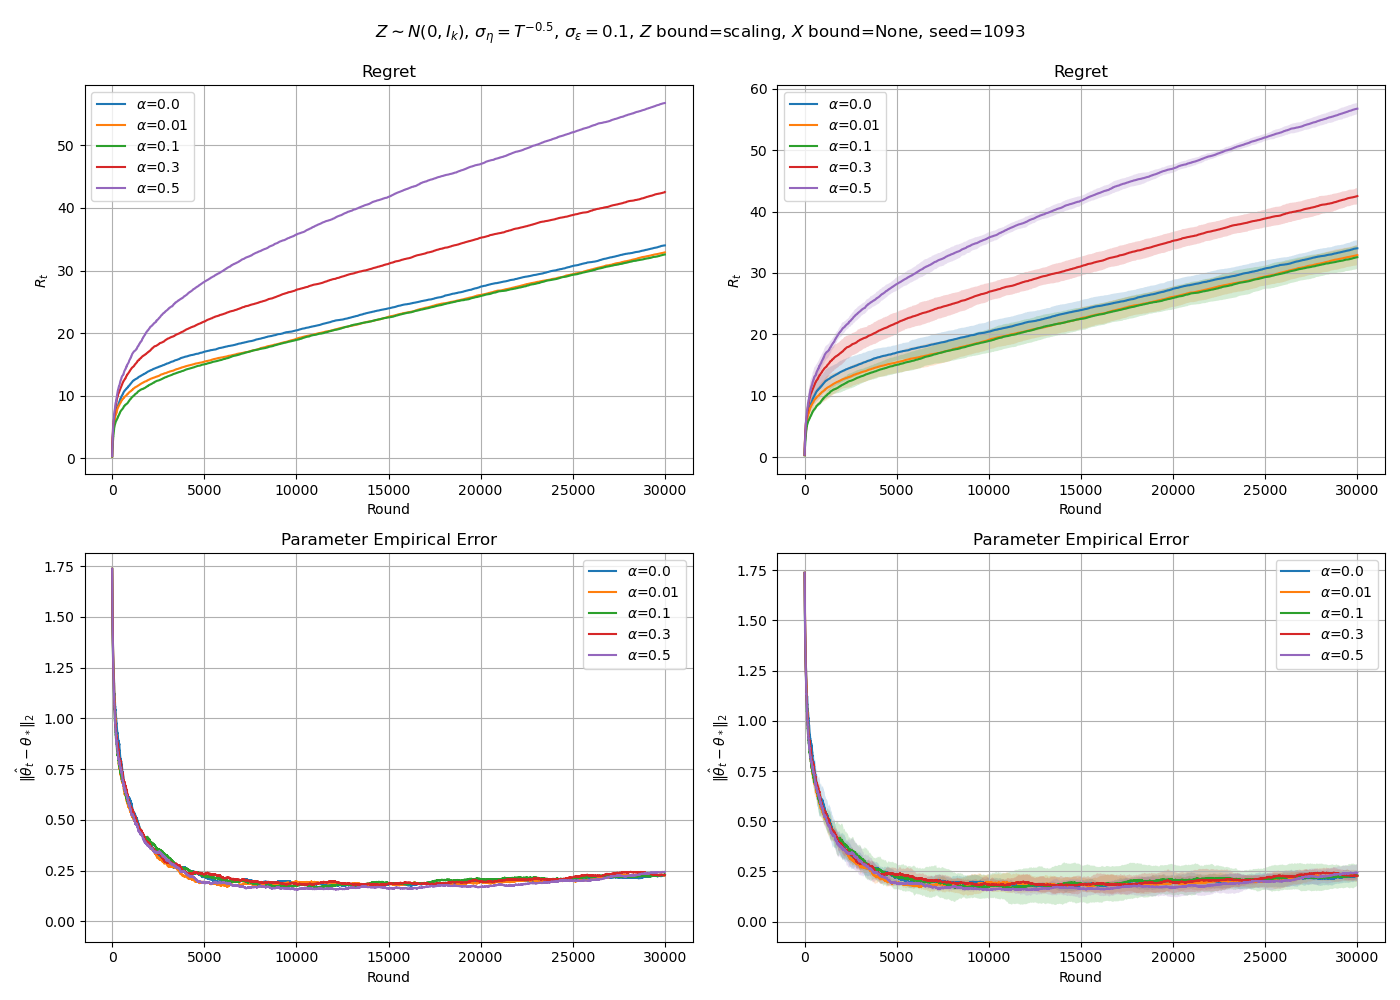 Z ∼ N(0, I_k), σ_η = T^{−0.5}, σ_ε = 0.1, Z bound=scaling, X bound=None, seed=1093
Regret
α=0.0
α=0.01
α=0.1
α=0.3
α=0.5
50
40
30
20
10
0
R_t
0 5000 10000 15000 20000 25000 30000
Round
Regret
α=0.0
α=0.01
α=0.1
α=0.3
α=0.5
60
50
40
30
20
10
0
R_t
0 5000 10000 15000 20000 25000 30000
Round
Parameter Empirical Error
α=0.0
α=0.01
α=0.1
α=0.3
α=0.5
1.75
1.50
1.25
1.00
0.75
0.50
0.25
0.00
‖θ̂_t − θ_*‖_2
0 5000 10000 15000 20000 25000 30000
Round
Parameter Empirical Error
α=0.0
α=0.01
α=0.1
α=0.3
α=0.5
1.75
1.50
1.25
1.00
0.75
0.50
0.25
0.00
‖θ̂_t − θ_*‖_2
0 5000 10000 15000 20000 25000 30000
Round